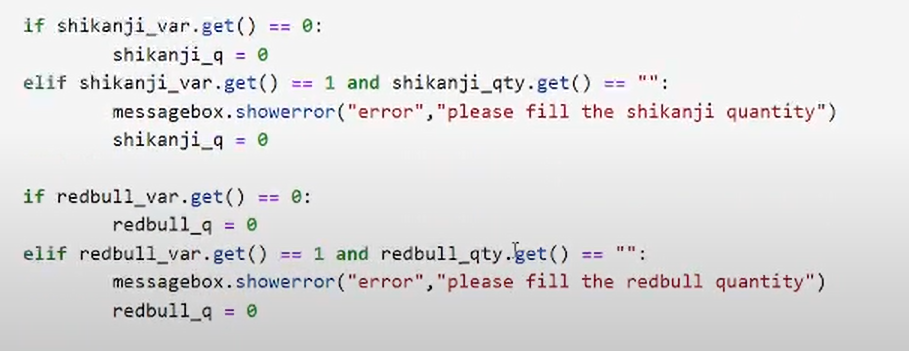 if shikanji_var.get() == 0:
        shikanji_q = 0
elif shikanji_var.get() == 1 and shikanji_qty.get() == "":
        messagebox.showerror("error","please fill the shikanji quantity")
        shikanji_q = 0

if redbull_var.get() == 0:
        redbull_q = 0
elif redbull_var.get() == 1 and redbull_qty.get() == "":
        messagebox.showerror("error","please fill the redbull quantity")
        redbull_q = 0